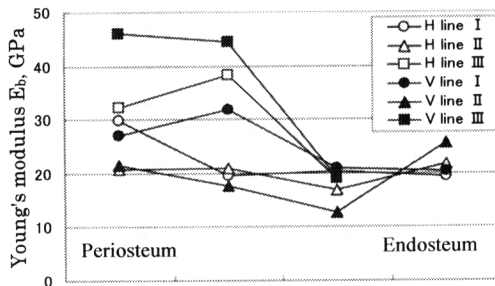 50
40
30
20
10
0
Young's modulus E_b, GPa
H line I
H line II
H line III
V line I
V line II
V line III
Periosteum
Endosteum